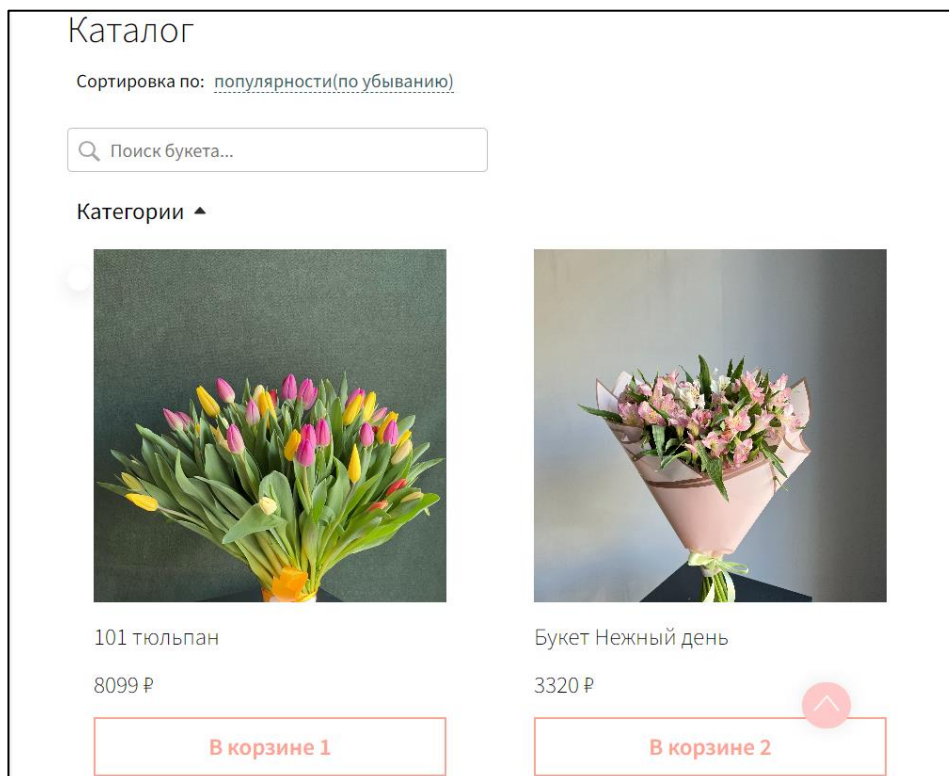 Каталог
Сортировка по: популярности(по убыванию)
Поиск букета...
Категории
101 тюльпан
8099 ₽
В корзине 1
Букет Нежный день
3320 ₽
В корзине 2